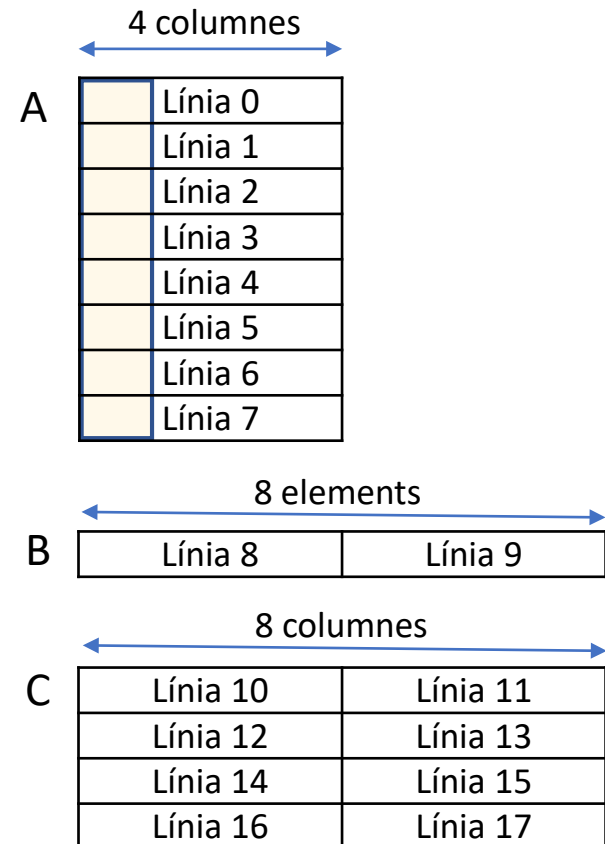 4 columnes
A
Línia 0
Línia 1
Línia 2
Línia 3
Línia 4
Línia 5
Línia 6
Línia 7
8 elements
B
Línia 8 Línia 9
8 columnes
C
Línia 10 Línia 11
Línia 12 Línia 13
Línia 14 Línia 15
Línia 16 Línia 17